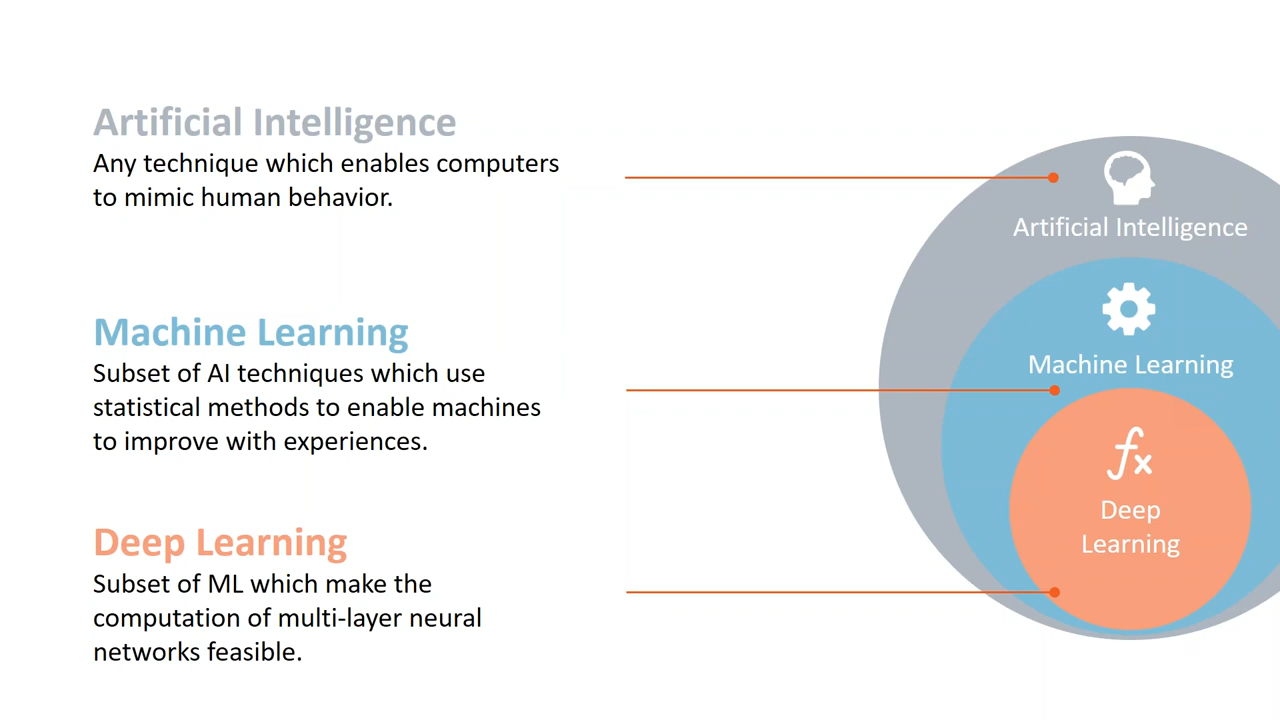 Artificial Intelligence
Any technique which enables computers
to mimic human behavior.
Machine Learning
Subset of AI techniques which use
statistical methods to enable machines
to improve with experiences.
Deep Learning
Subset of ML which make the
computation of multi-layer neural
networks feasible.
Artificial Intelligence
Machine Learning
fx
Deep
Learning